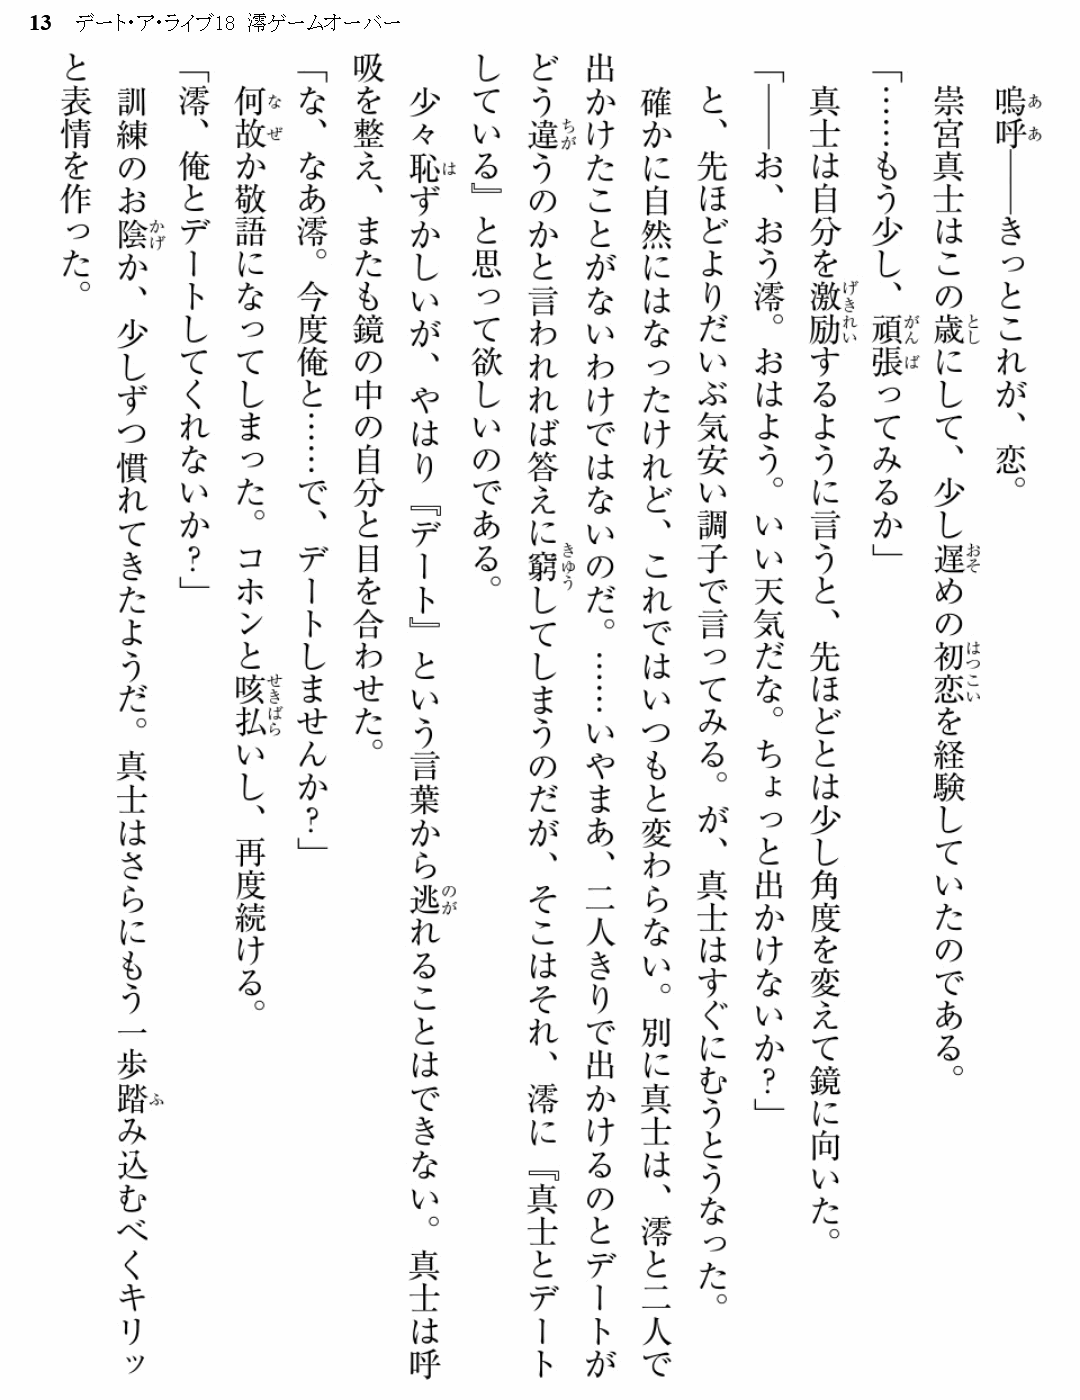 13 デート・ア・ライブ18 澪ゲームオーバー
嗚呼――きっとこれが、恋。
崇宮真士はこの歳にして、少し遅めの初恋を経験していたのである。
「……もう少し、頑張ってみるか」
真士は自分を激励するように言うと、先ほどとは少し角度を変えて鏡に向いた。
「――お、おう澪。おはよう。いい天気だな。ちょっと出かけないか？」
と、先ほどよりだいぶ気安い調子で言ってみる。が、真士はすぐにむうとうなった。
確かに自然にはなったけれど、これではいつもと変わらない。別に真士は、澪と二人で
出かけたことがないわけではないのだ。……いやまあ、二人きりで出かけるのとデートが
どう違うのかと言われれば答えに窮してしまうのだが、そこはそれ、澪に『真士とデート
している』と思って欲しいのである。
少々恥ずかしいが、やはり『デート』という言葉から逃れることはできない。真士は呼
吸を整え、またも鏡の中の自分と目を合わせた。
「な、なあ澪。今度俺と……で、デートしませんか？」
何故か敬語になってしまった。コホンと咳払いし、再度続ける。
「澪、俺とデートしてくれないか？」
訓練のお陰か、少しずつ慣れてきたようだ。真士はさらにもう一歩踏み込むべくキリッ
と表情を作った。